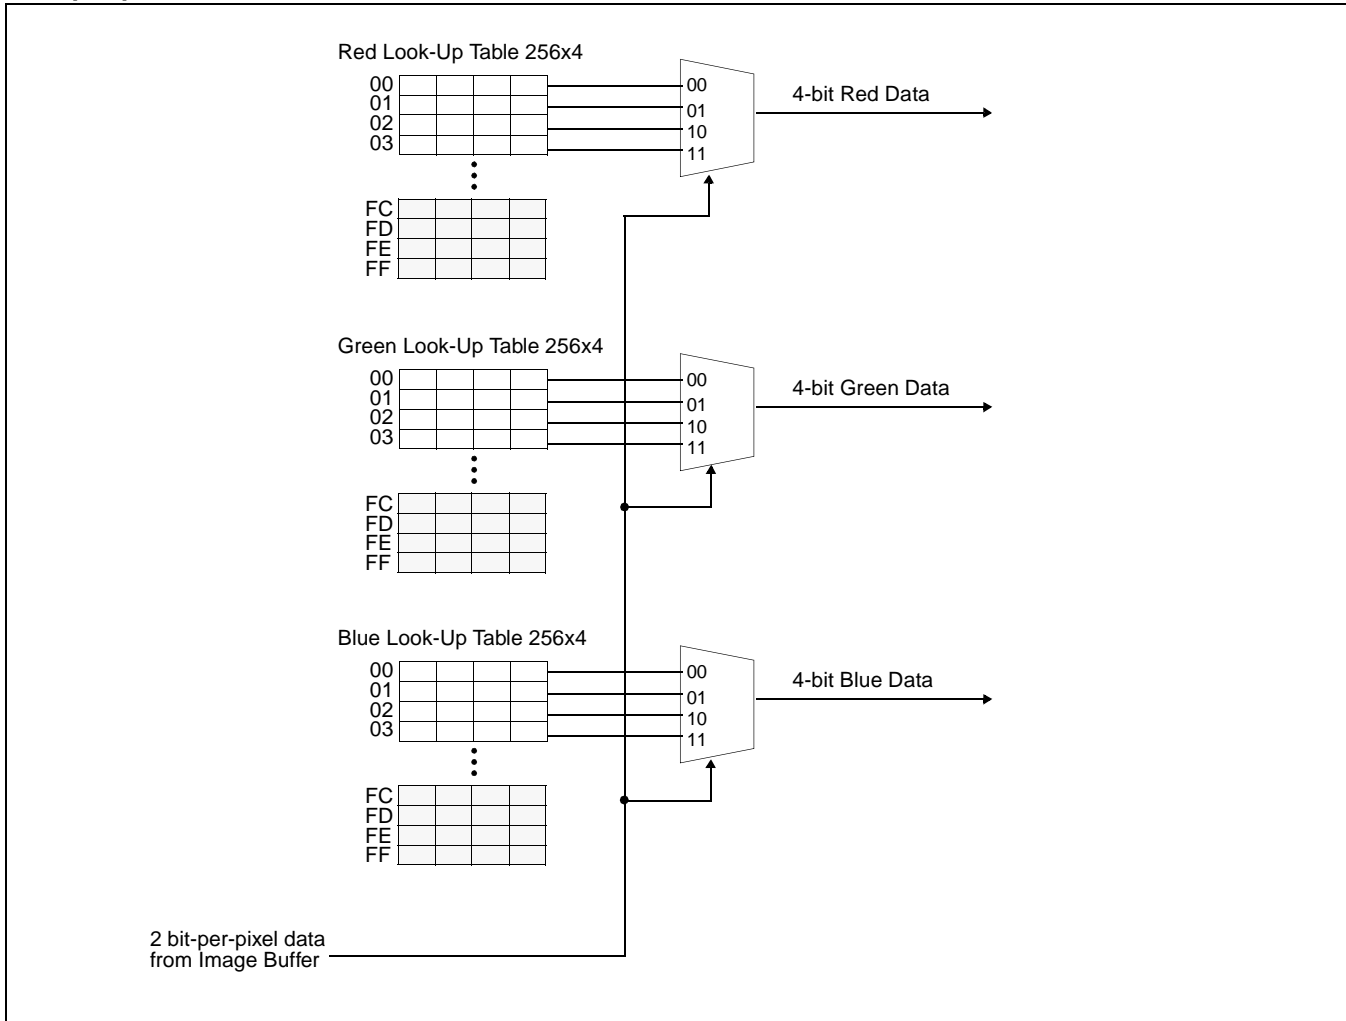 Red Look-Up Table 256x4
00
01
02
03
FC
FD
FE
FF
00
01
10
11
4-bit Red Data
Green Look-Up Table 256x4
00
01
02
03
FC
FD
FE
FF
00
01
10
11
4-bit Green Data
Blue Look-Up Table 256x4
00
01
02
03
FC
FD
FE
FF
00
01
10
11
4-bit Blue Data
2 bit-per-pixel data
from Image Buffer